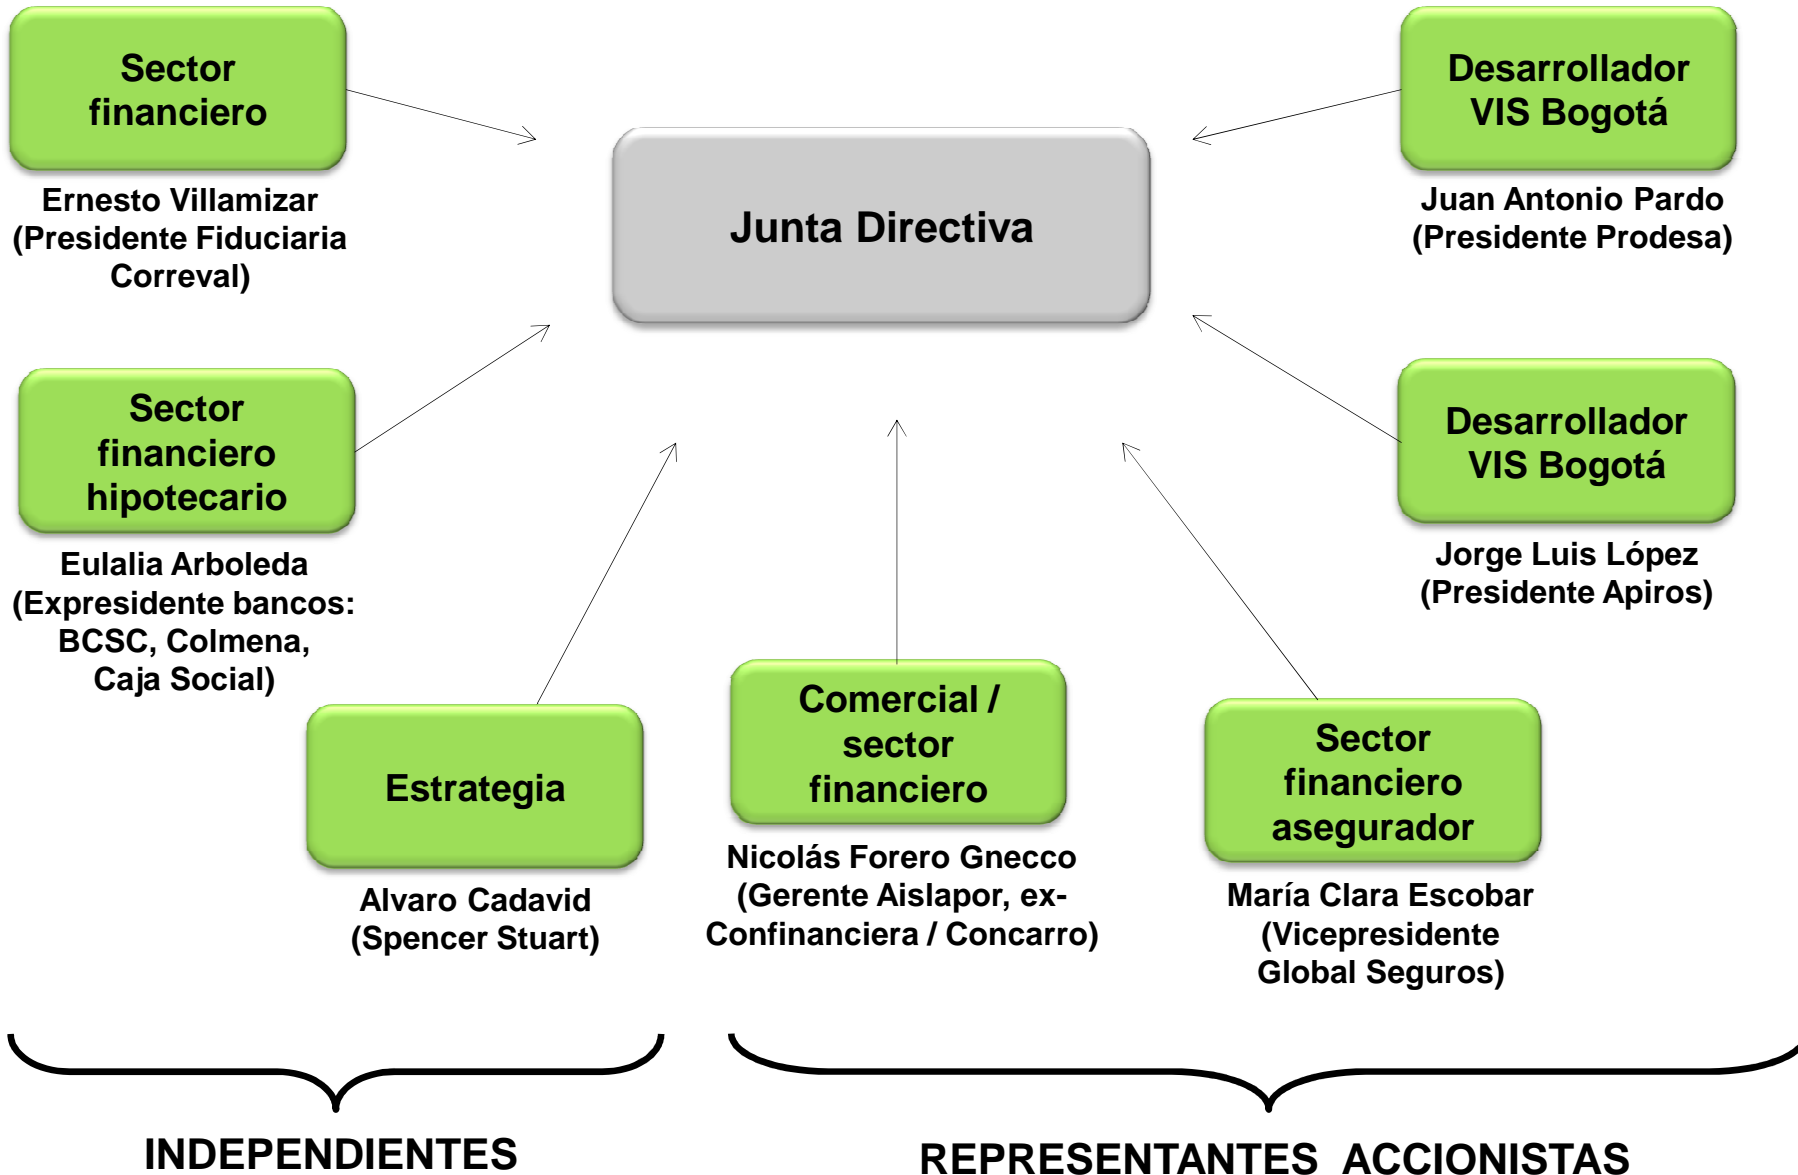 Sector
financiero
Ernesto Villamizar
(Presidente Fiduciaria
Correval)
Junta Directiva
Desarrollador
VIS Bogotá
Juan Antonio Pardo
(Presidente Prodesa)
Sector
financiero
hipotecario
Eulalia Arboleda
(Expresidente bancos:
BCSC, Colmena,
Caja Social)
Desarrollador
VIS Bogotá
Jorge Luis López
(Presidente Apiros)
Estrategia
Alvaro Cadavid
(Spencer Stuart)
Comercial /
sector
financiero
Nicolás Forero Gnecco
(Gerente Aislapor, ex-
Confinanciera / Concarro)
Sector
financiero
asegurador
María Clara Escobar
(Vicepresidente
Global Seguros)
INDEPENDIENTES
REPRESENTANTES ACCIONISTAS